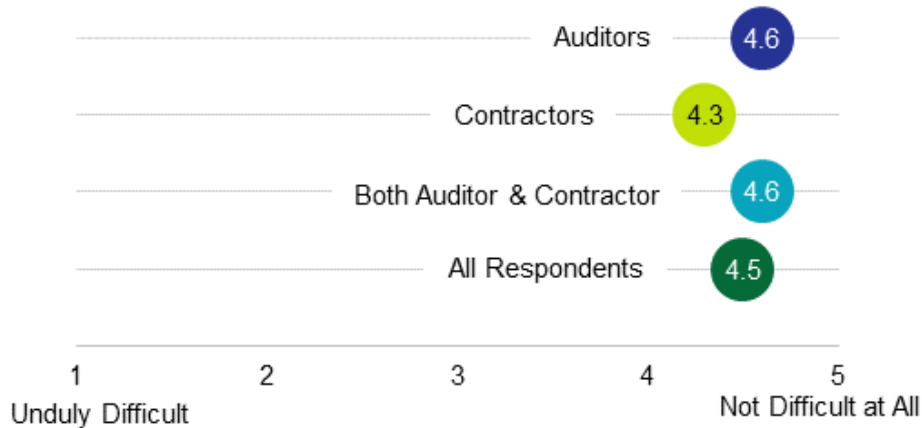 Auditors 4.6
Contractors 4.3
Both Auditor & Contractor 4.6
All Respondents 4.5
1 2 3 4 5
Unduly Difficult Not Difficult at All